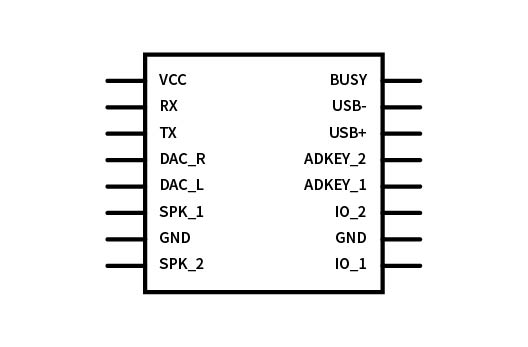 VCC BUSY
RX USB-
TX USB+
DAC_R ADKEY_2
DAC_L ADKEY_1
SPK_1 IO_2
GND GND
SPK_2 IO_1